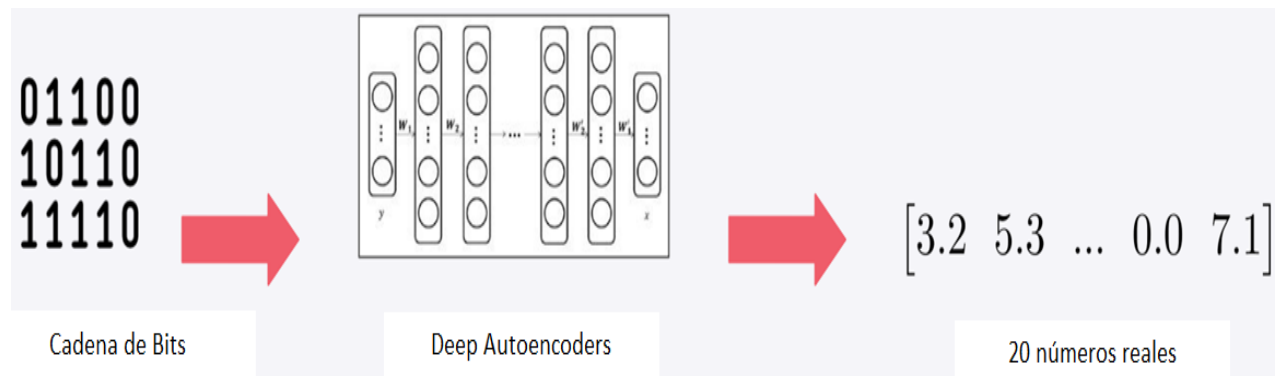 01100
10110
11110
W₁ W₂ ... W'₂ W'₁
y x
[3.2 5.3 ... 0.0 7.1]
Cadena de Bits
Deep Autoencoders
20 números reales